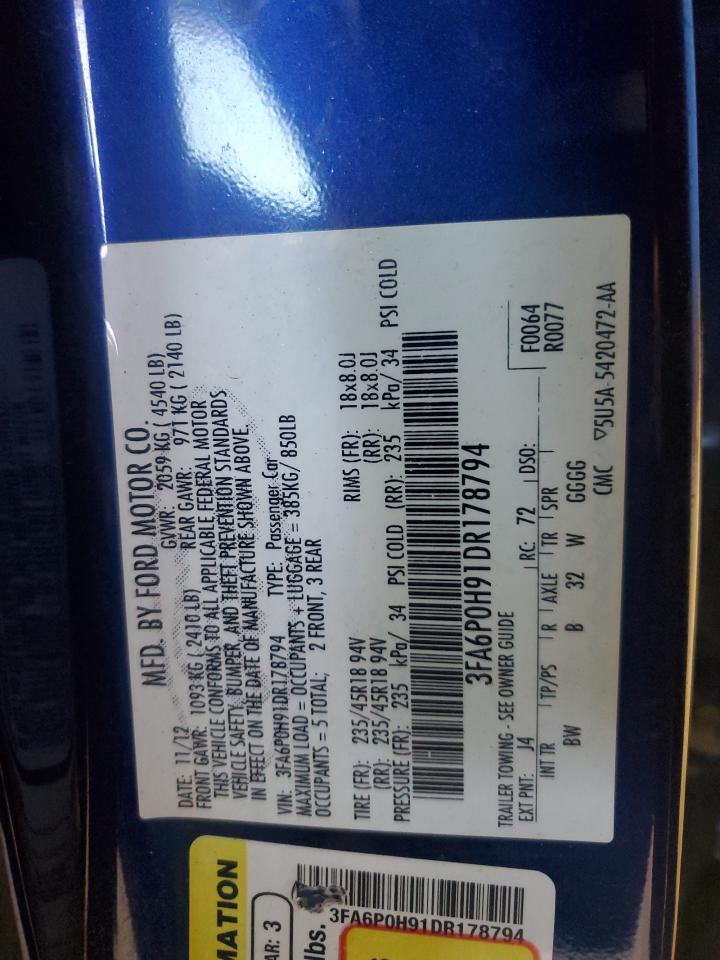 MFD. BY FORD MOTOR CO.
DATE: 11/12 GVWR: 2059 KG ( 4540 LB)
FRONT GAWR: 1093 KG ( 2410 LB) REAR GAWR: 971 KG ( 2140 LB)
THIS VEHICLE CONFORMS TO ALL APPLICABLE FEDERAL MOTOR
VEHICLE SAFETY, BUMPER, AND THEFT PREVENTION STANDARDS
IN EFFECT ON THE DATE OF MANUFACTURE SHOWN ABOVE.
VIN: 3FA6P0H91DR178794 TYPE: Passenger Car
MAXIMUM LOAD = OCCUPANTS + LUGGAGE = 385KG/ 850LB
OCCUPANTS = 5 TOTAL; 2 FRONT, 3 REAR
TIRE (FR): 235/45R18 94V RIMS (FR): 18x8.0J
(RR): 235/45R18 94V (RR): 18x8.0J
PRESSURE (FR): 235 kPa/ 34 PSI COLD (RR): 235 kPa/ 34 PSI COLD
3FA6P0H91DR178794
TRAILER TOWING - SEE OWNER GUIDE
EXT PNT: J4 RC: 72 DSO: F0064
R0077
INT TR TP/PS R AXLE TR SPR
BW B 32 W GGGG
CMC ▽5U5A-5420472-AA
MATION
AR: 3
lbs.
3FA6P0H91DR178794